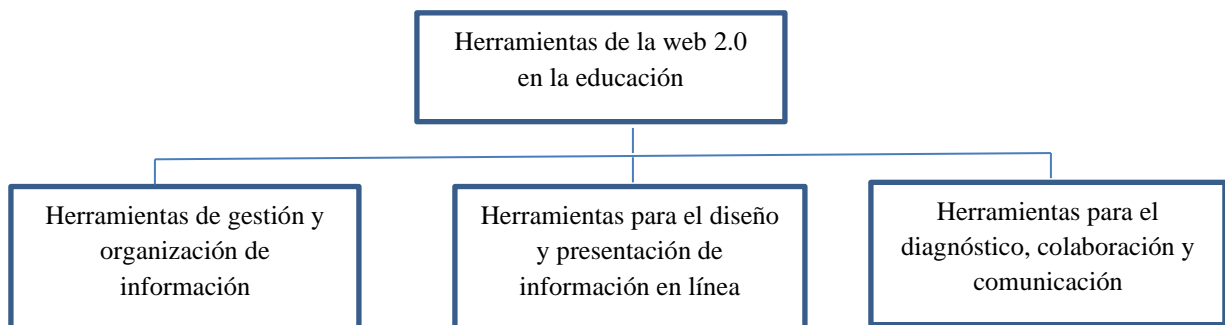 Herramientas de la web 2.0
en la educación
Herramientas de gestión y
organización de
información
Herramientas para el diseño
y presentación de
información en línea
Herramientas para el
diagnóstico, colaboración y
comunicación